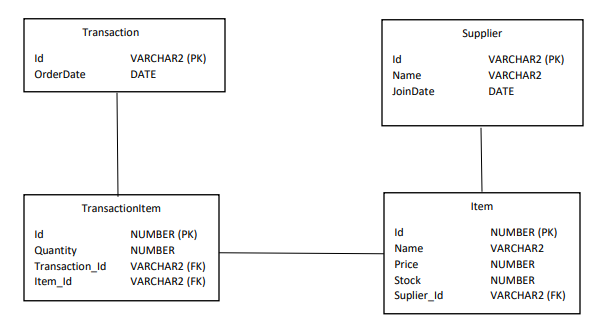 Transaction
Id VARCHAR2 (PK)
OrderDate DATE
Supplier
Id VARCHAR2 (PK)
Name VARCHAR2
JoinDate DATE
TransactionItem
Id NUMBER (PK)
Quantity NUMBER
Transaction_Id VARCHAR2 (FK)
Item_Id VARCHAR2 (FK)
Item
Id NUMBER (PK)
Name VARCHAR2
Price NUMBER
Stock NUMBER
Suplier_Id VARCHAR2 (FK)